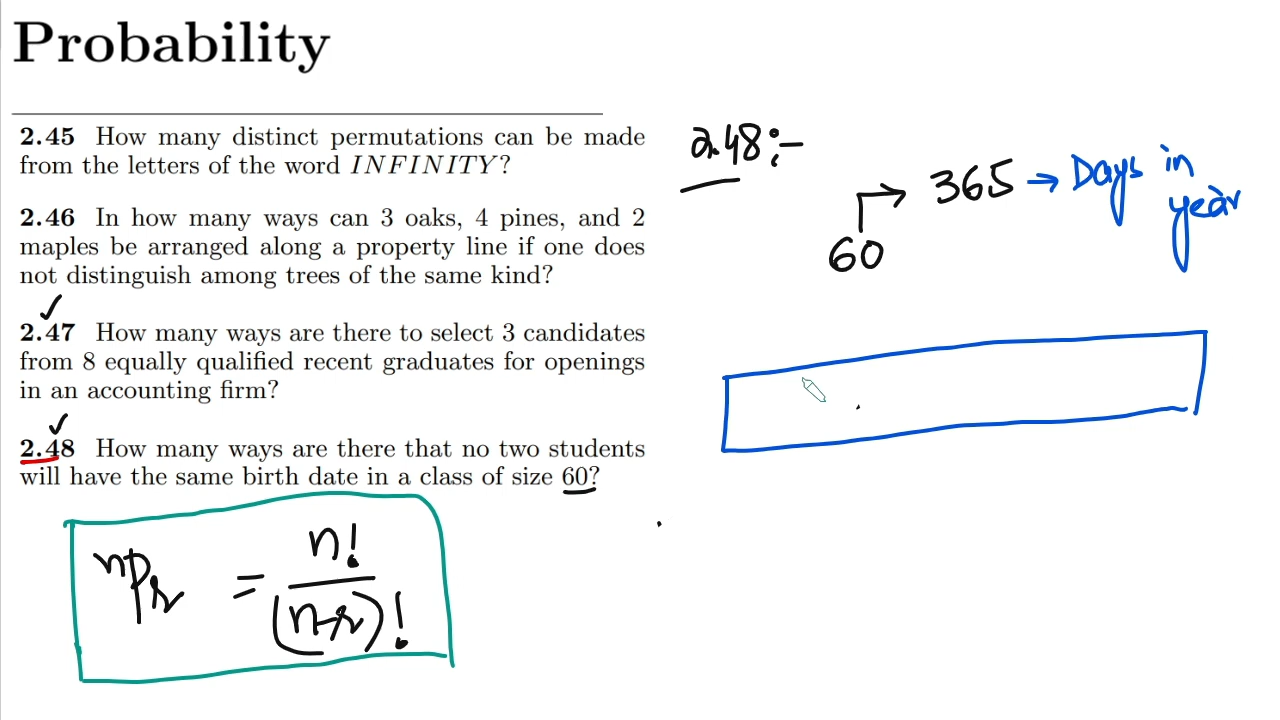 Probability
2.45 How many distinct permutations can be made
from the letters of the word INFINITY?
2.46 In how many ways can 3 oaks, 4 pines, and 2
maples be arranged along a property line if one does
not distinguish among trees of the same kind?
2.47 How many ways are there to select 3 candidates
from 8 equally qualified recent graduates for openings
in an accounting firm?
2.48 How many ways are there that no two students
will have the same birth date in a class of size 60?
nPr = n!
(n-r)!
2.48:-
365 → Days in
year
60